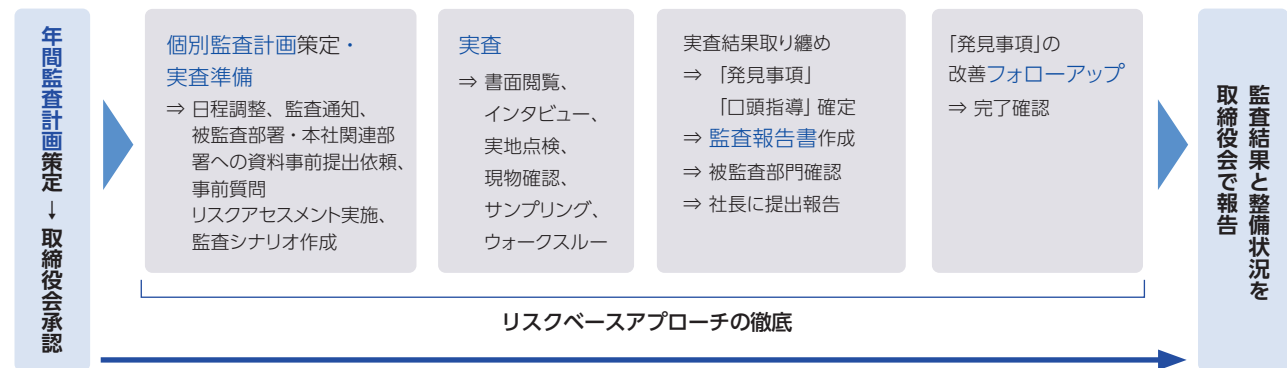 年間監査計画策定 → 取締役会承認
個別監査計画策定・
実査準備
⇒ 日程調整、監査通知、
被監査部署・本社関連部
署への資料事前提出依頼、
事前質問
リスクアセスメント実施、
監査シナリオ作成
実査
⇒ 書面閲覧、
インタビュー、
実地点検、
現物確認、
サンプリング、
ウォークスルー
実査結果取り纏め
⇒ 「発見事項」
「口頭指導」確定
⇒ 監査報告書作成
⇒ 被監査部門確認
⇒ 社長に提出報告
「発見事項」の
改善フォローアップ
⇒ 完了確認
監査結果と整備状況を
取締役会で報告
リスクベースアプローチの徹底